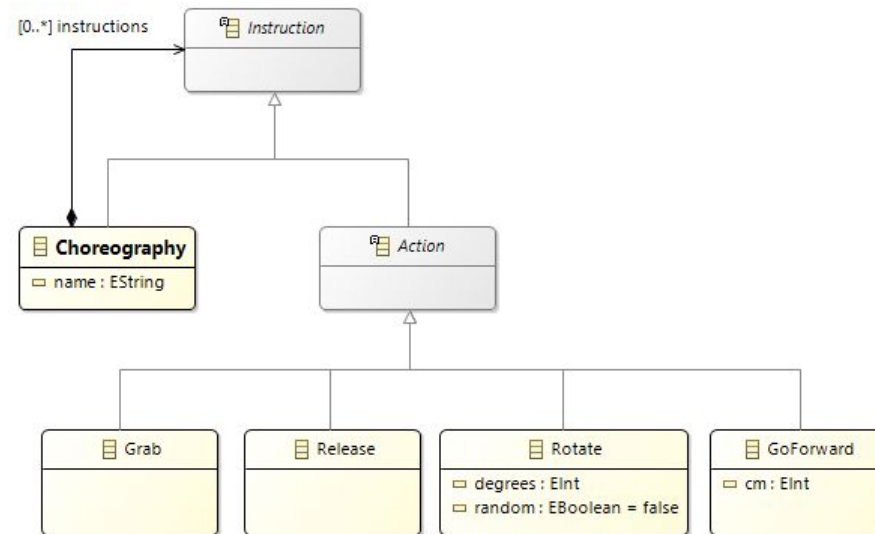 [0..*] instructions
Instruction
Choreography
name : EString
Action
Grab
Release
Rotate
degrees : EInt
random : EBoolean = false
GoForward
cm : EInt